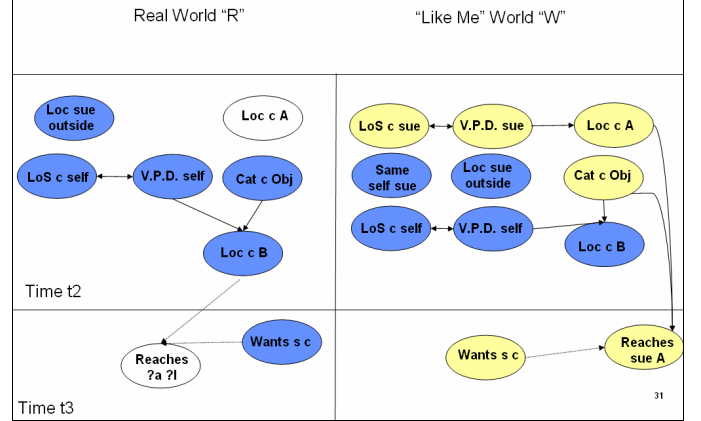 Real World “R”
“Like Me” World “W”
Loc sue
outside
Loc c A
LoS c self
V.P.D. self
Cat c Obj
Loc c B
Time t2
LoS c sue
V.P.D. sue
Loc c A
Same
self sue
Loc sue
outside
Cat c Obj
LoS c self
V.P.D. self
Loc c B
Reaches
?a ?l
Wants s c
Time t3
Wants s c
Reaches
sue A
31